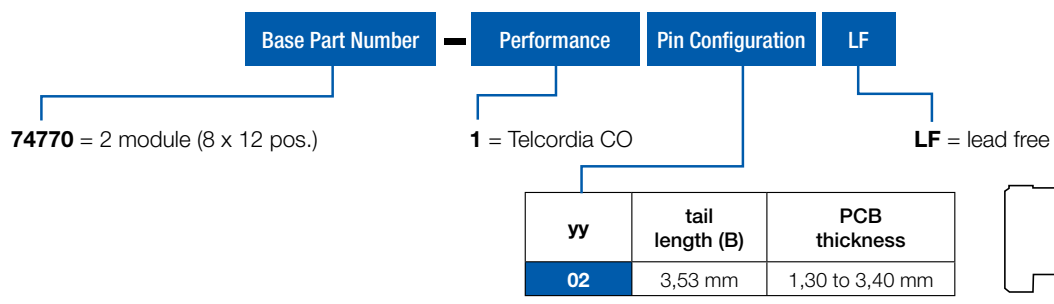 Base Part Number – Performance Pin Configuration LF
74770 = 2 module (8 x 12 pos.) 1 = Telcordia CO LF = lead free
yy tail length (B) PCB thickness
02 3,53 mm 1,30 to 3,40 mm